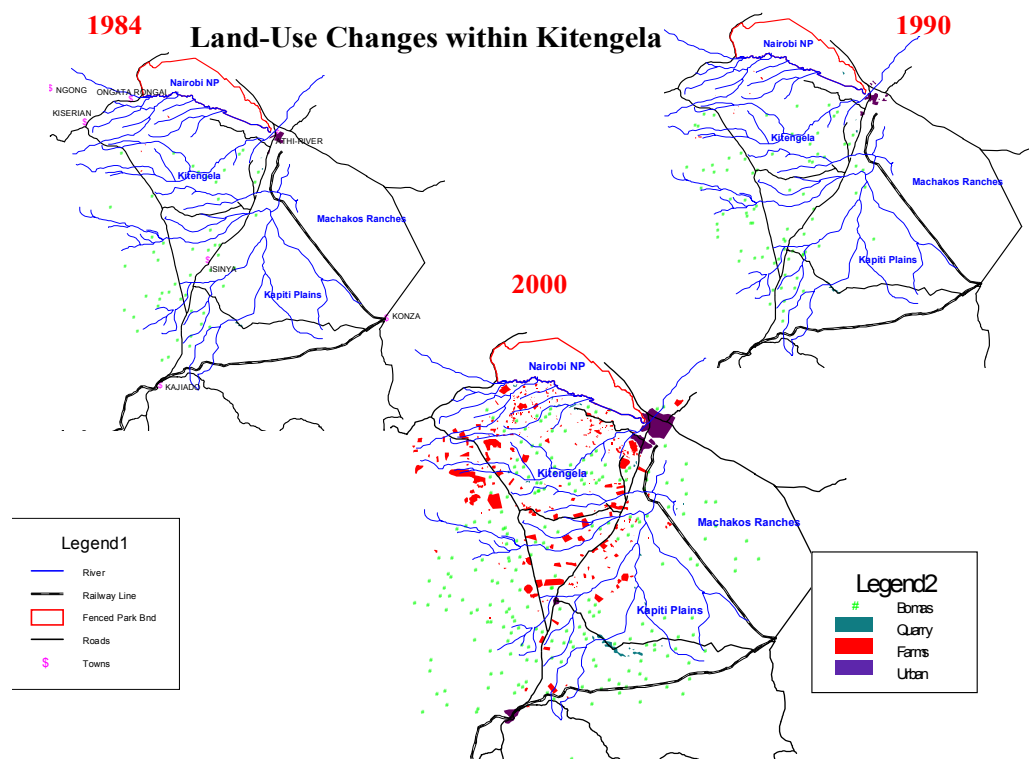 1984
Land-Use Changes within Kitengela
1990
Nairobi NP
$ NGONG
ONGATA RONGAI
$
KISERIAN
$
ATHI-RIVER
Kitengela
Machakos Ranches
$
ISINYA
Kapiti Plains
$ KONZA
$ KAJIADO
Nairobi NP
Kitengela
Machakos Ranches
Kapiti Plains
2000
Nairobi NP
Kitengela
Machakos Ranches
Kapiti Plains
Legend1
River
Railway Line
Fenced Park Bnd
Roads
$ Towns
Legend2
# Bomas
Quarry
Farms
Urban